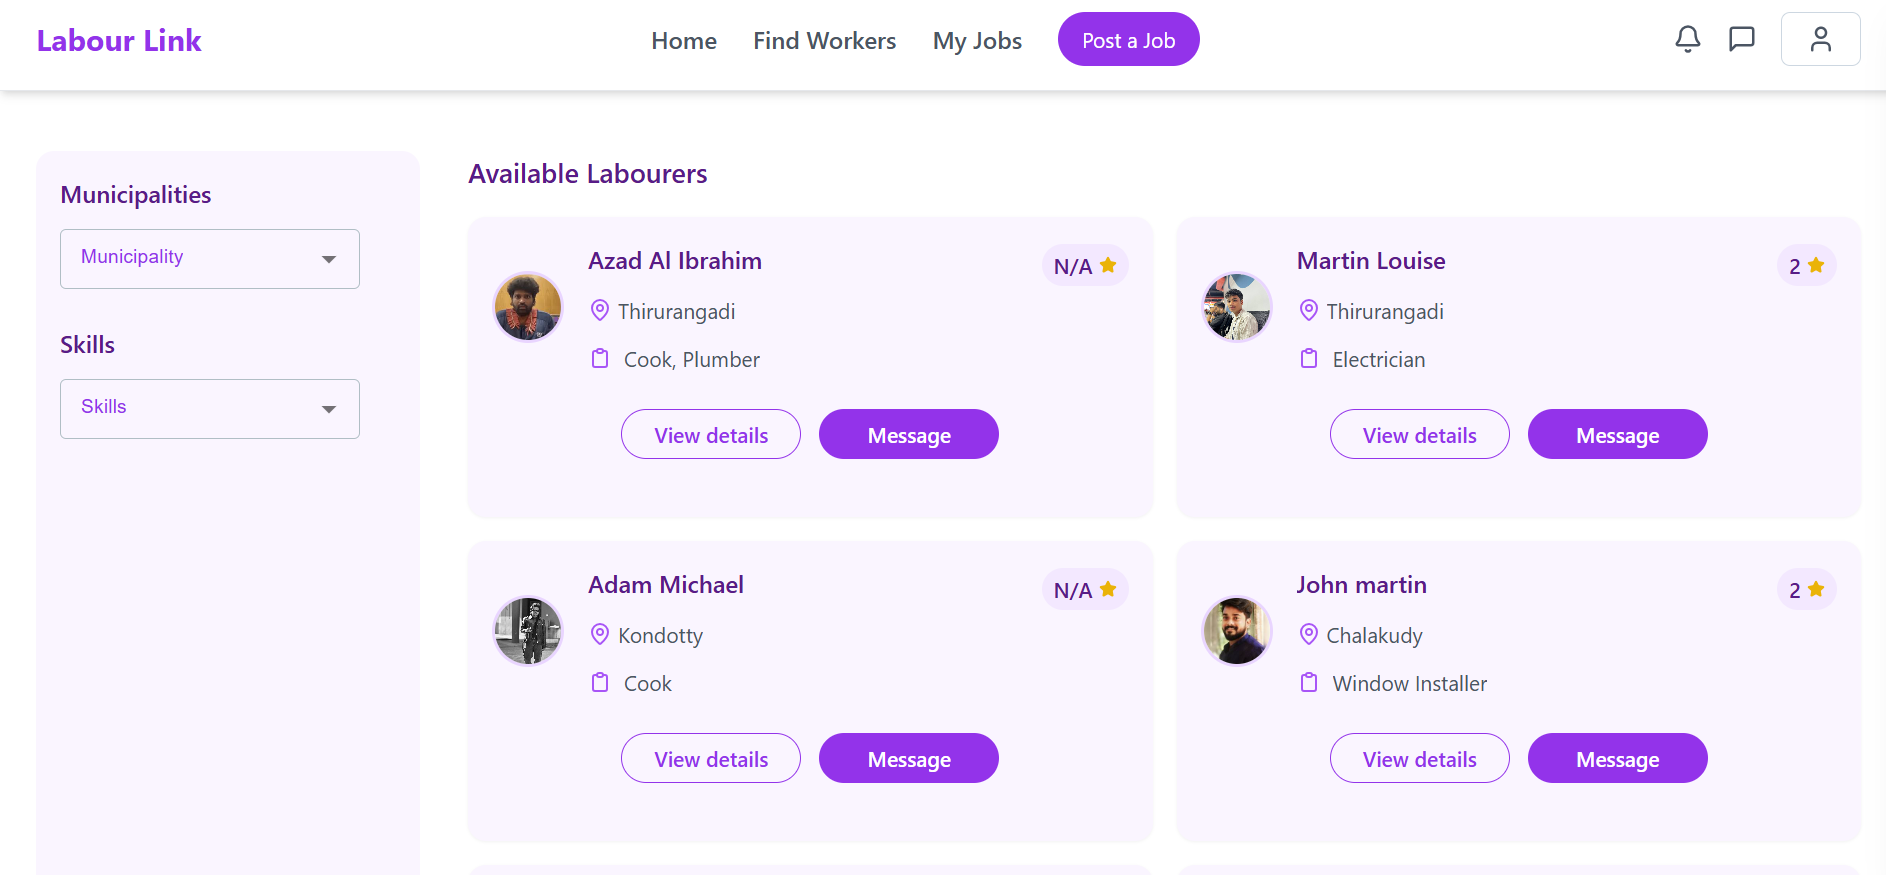 Labour Link
Home Find Workers My Jobs Post a Job
Municipalities
Municipality
Skills
Skills
Available Labourers
Azad Al Ibrahim
N/A
Thirurangadi
Cook, Plumber
View details Message
Martin Louise
2
Thirurangadi
Electrician
View details Message
Adam Michael
N/A
Kondotty
Cook
View details Message
John martin
2
Chalakudy
Window Installer
View details Message